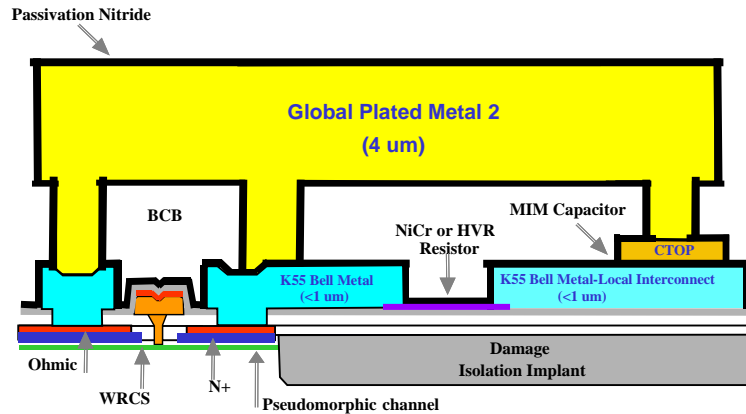 Passivation Nitride
Global Plated Metal 2
(4 um)
BCB
MIM Capacitor
NiCr or HVR
Resistor
CTOP
K55 Bell Metal
(<1 um)
K55 Bell Metal-Local Interconnect
(<1 um)
Ohmic
WRCS
N+
Pseudomorphic channel
Damage
Isolation Implant